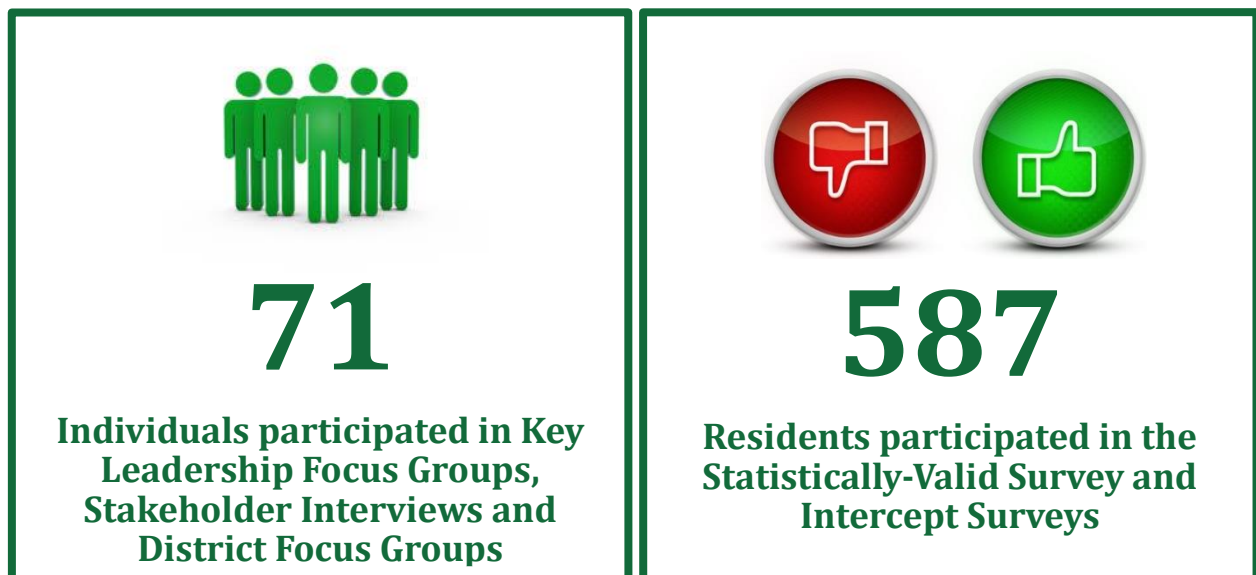 71
Individuals participated in Key
Leadership Focus Groups,
Stakeholder Interviews and
District Focus Groups
587
Residents participated in the
Statistically-Valid Survey and
Intercept Surveys